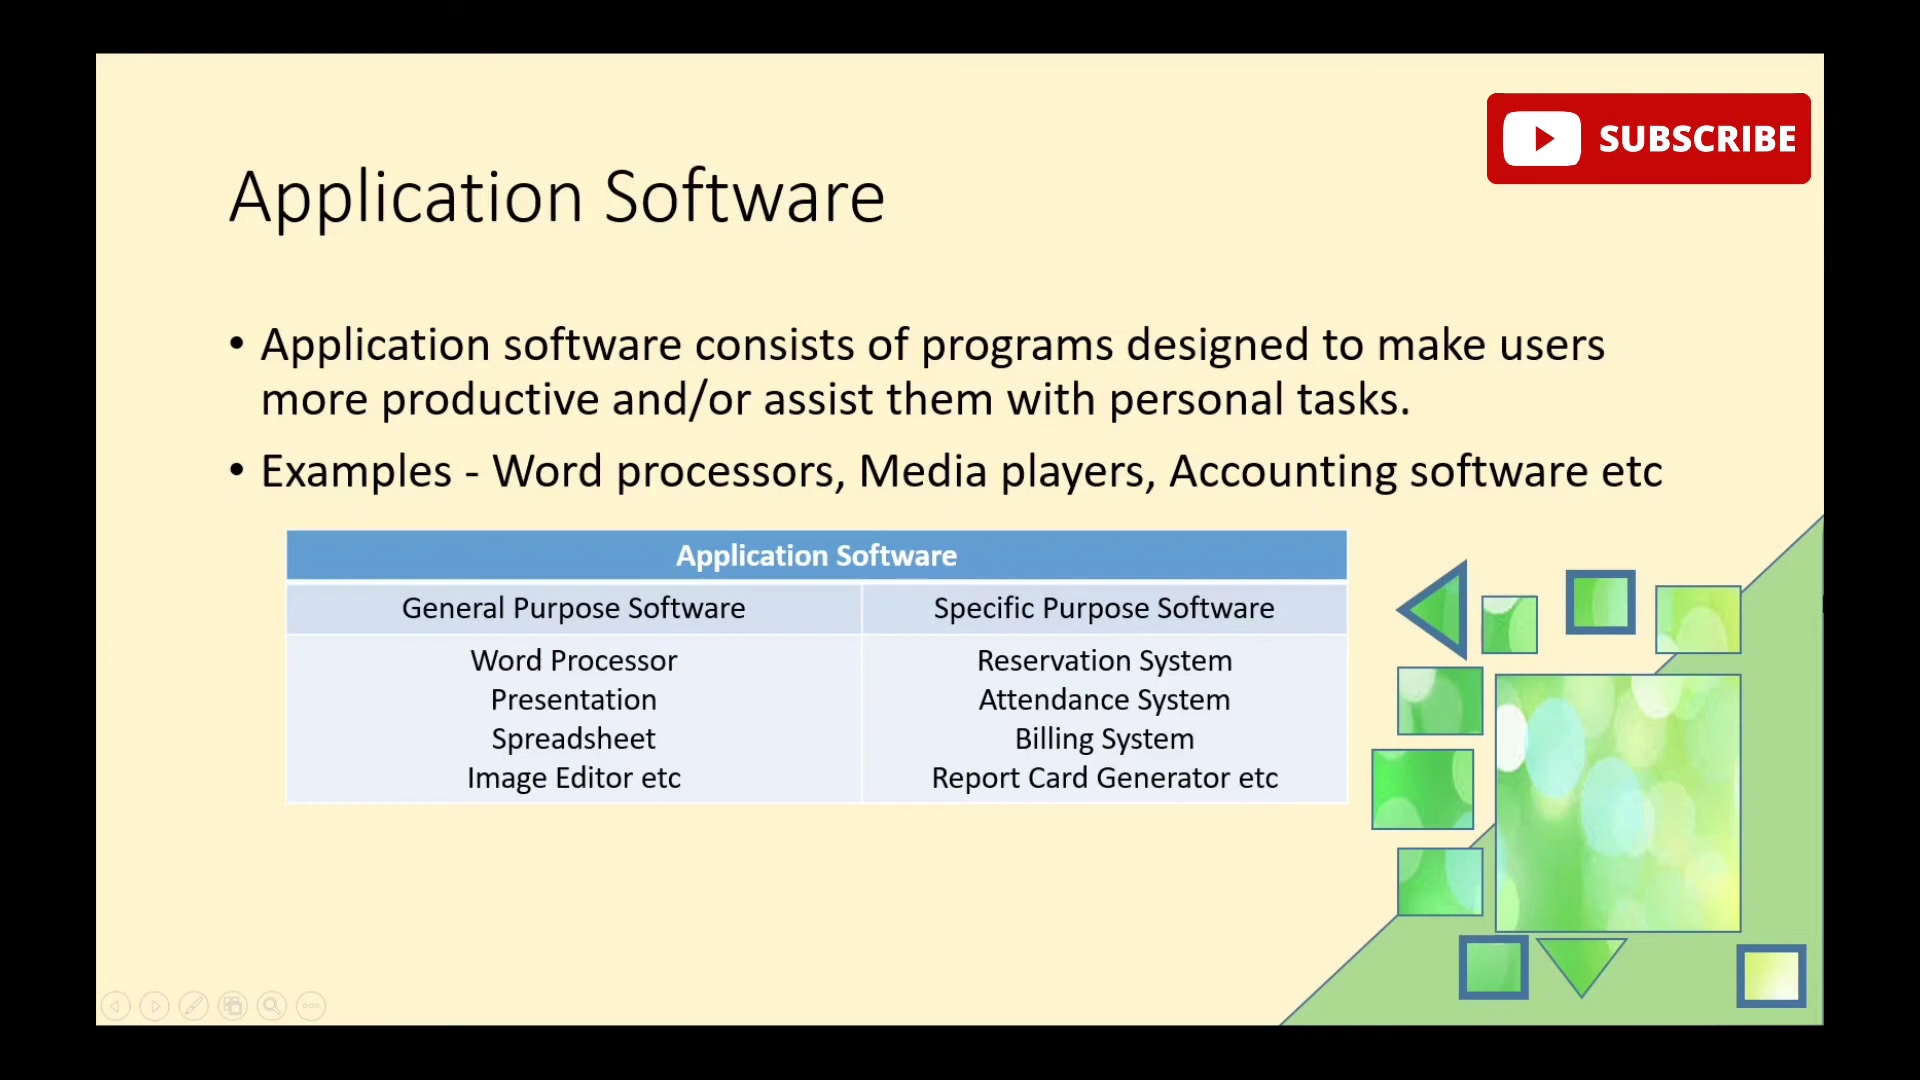 SUBSCRIBE
Application Software
• Application software consists of programs designed to make users
more productive and/or assist them with personal tasks.
• Examples - Word processors, Media players, Accounting software etc
Application Software
General Purpose Software
Specific Purpose Software
Word Processor
Presentation
Spreadsheet
Image Editor etc
Reservation System
Attendance System
Billing System
Report Card Generator etc